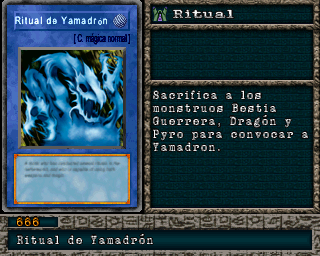 Ritual de Yamadrón
[C. mágica normal]
Ritual
Sacrifica a los
monstruos Bestia
Guerrera, Dragón y
Pyro para convocar a
Yamadron.
666
Ritual de Yamadrón